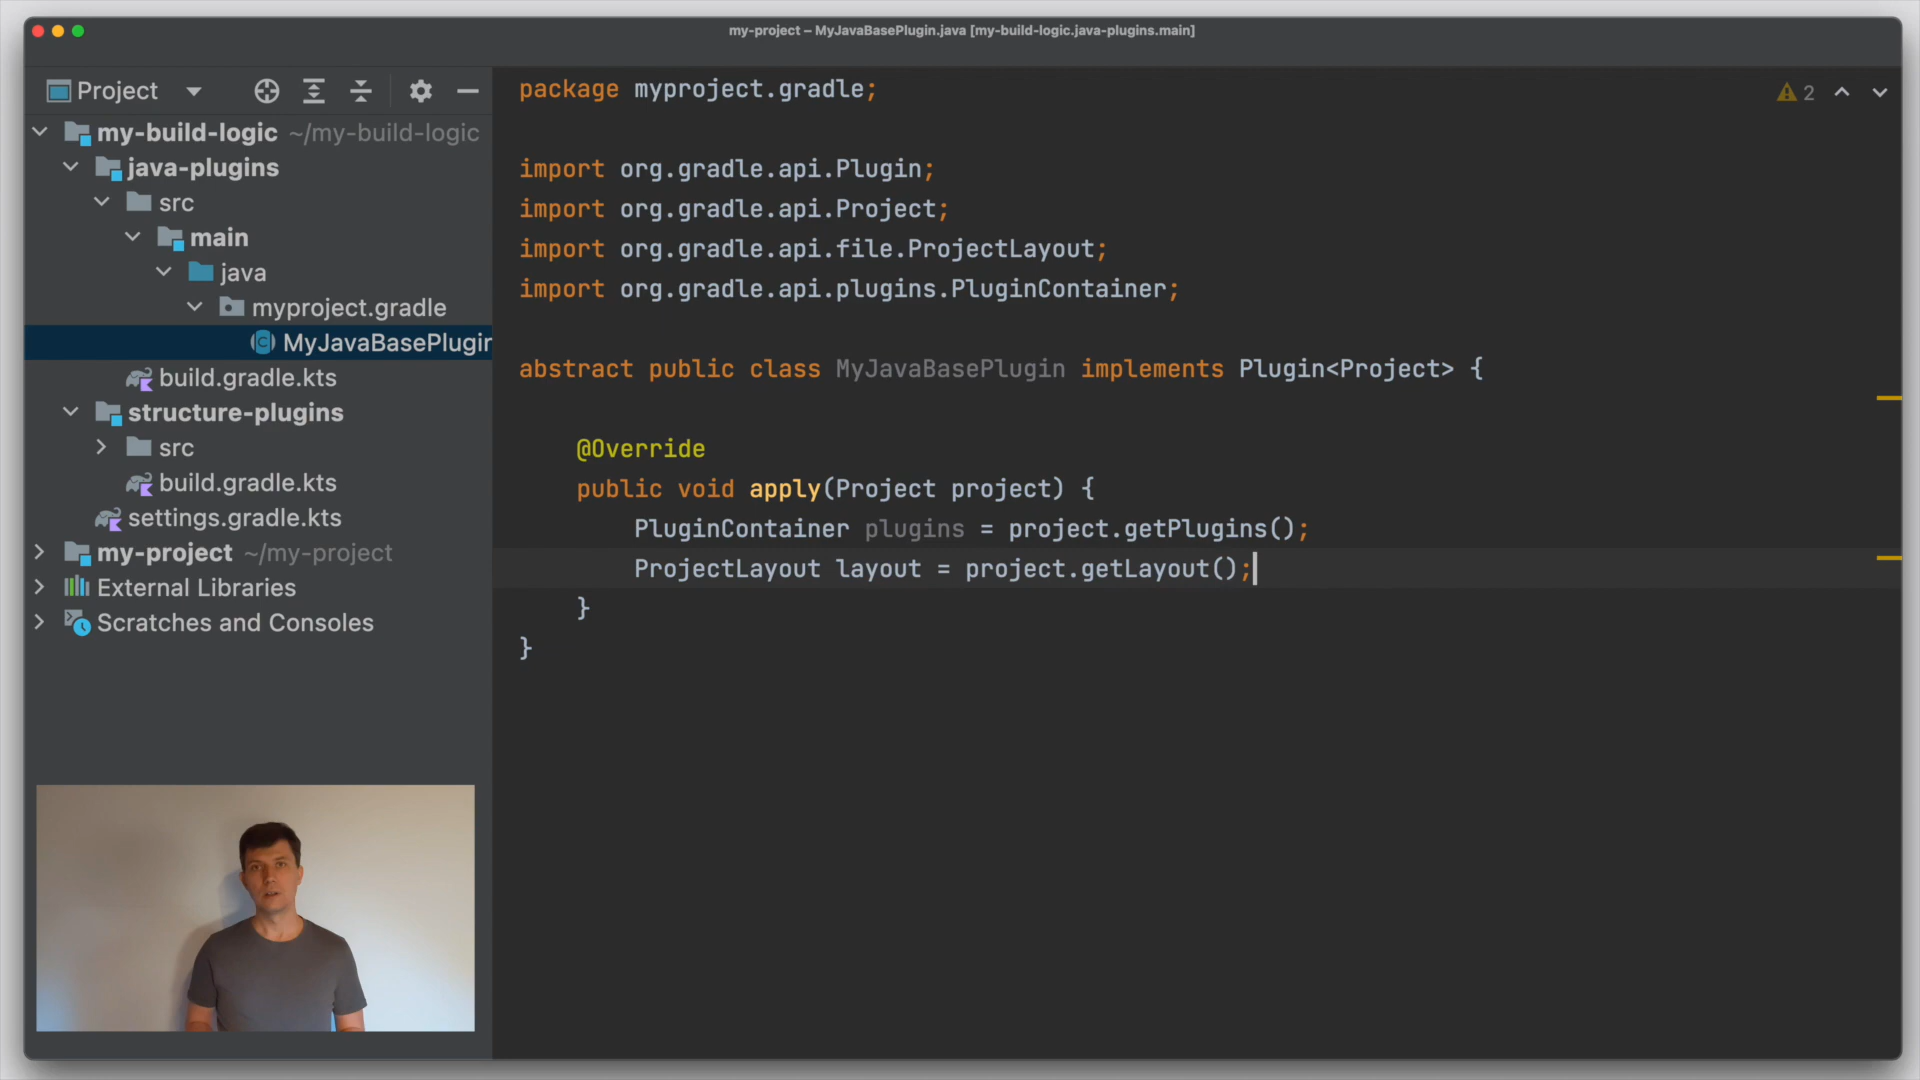 my-project – MyJavaBasePlugin.java [my-build-logic.java-plugins.main]
Project
my-build-logic ~/my-build-logic
java-plugins
src
main
java
myproject.gradle
MyJavaBasePlugin
build.gradle.kts
structure-plugins
src
build.gradle.kts
settings.gradle.kts
my-project ~/my-project
External Libraries
Scratches and Consoles
2
package myproject.gradle;
import org.gradle.api.Plugin;
import org.gradle.api.Project;
import org.gradle.api.file.ProjectLayout;
import org.gradle.api.plugins.PluginContainer;
abstract public class MyJavaBasePlugin implements Plugin<Project> {
@Override
public void apply(Project project) {
PluginContainer plugins = project.getPlugins();
ProjectLayout layout = project.getLayout();
}
}